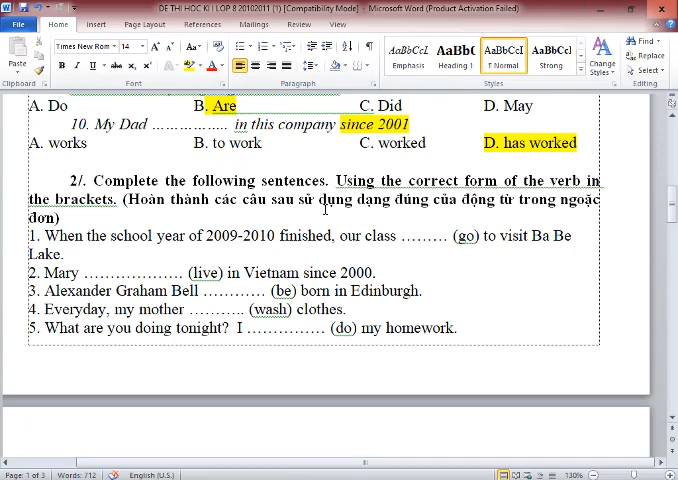 DE THI HOC KI I LOP 8 20102011 (1) [Compatibility Mode] - Microsoft Word (Product Activation Failed)
File Home Insert Page Layout References Mailings Review View
Paste
Times New Rom 14 A A Aa
B I U abc x₂ x² A A
Clipboard Font Paragraph Styles Editing
AaBbCcL AaBb( AaBbCcI AaBbCc
Emphasis Heading 1 ¶ Normal Strong
Change Styles
Find
Replace
Select
A. Do B. Are C. Did D. May
10. My Dad …………….. in this company since 2001
A. works B. to work C. worked D. has worked
2/. Complete the following sentences. Using the correct form of the verb in
the brackets. (Hoàn thành các câu sau sử dụng dạng đúng của động từ trong ngoặc
đơn)
1. When the school year of 2009-2010 finished, our class ……… (go) to visit Ba Be
Lake.
2. Mary ……………… (live) in Vietnam since 2000.
3. Alexander Graham Bell ………… (be) born in Edinburgh.
4. Everyday, my mother ……….. (wash) clothes.
5. What are you doing tonight? I …………… (do) my homework.
Page: 1 of 3 Words: 712 English (U.S.) 130%